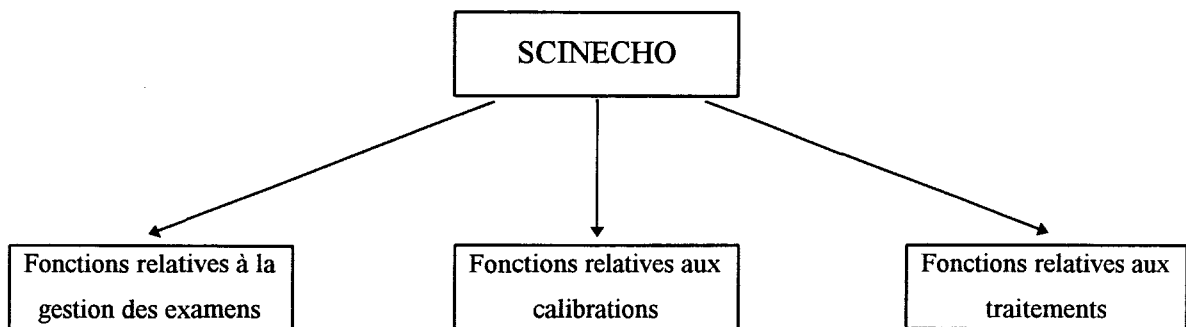 SCINECHO
Fonctions relatives à la
gestion des examens
Fonctions relatives aux
calibrations
Fonctions relatives aux
traitements